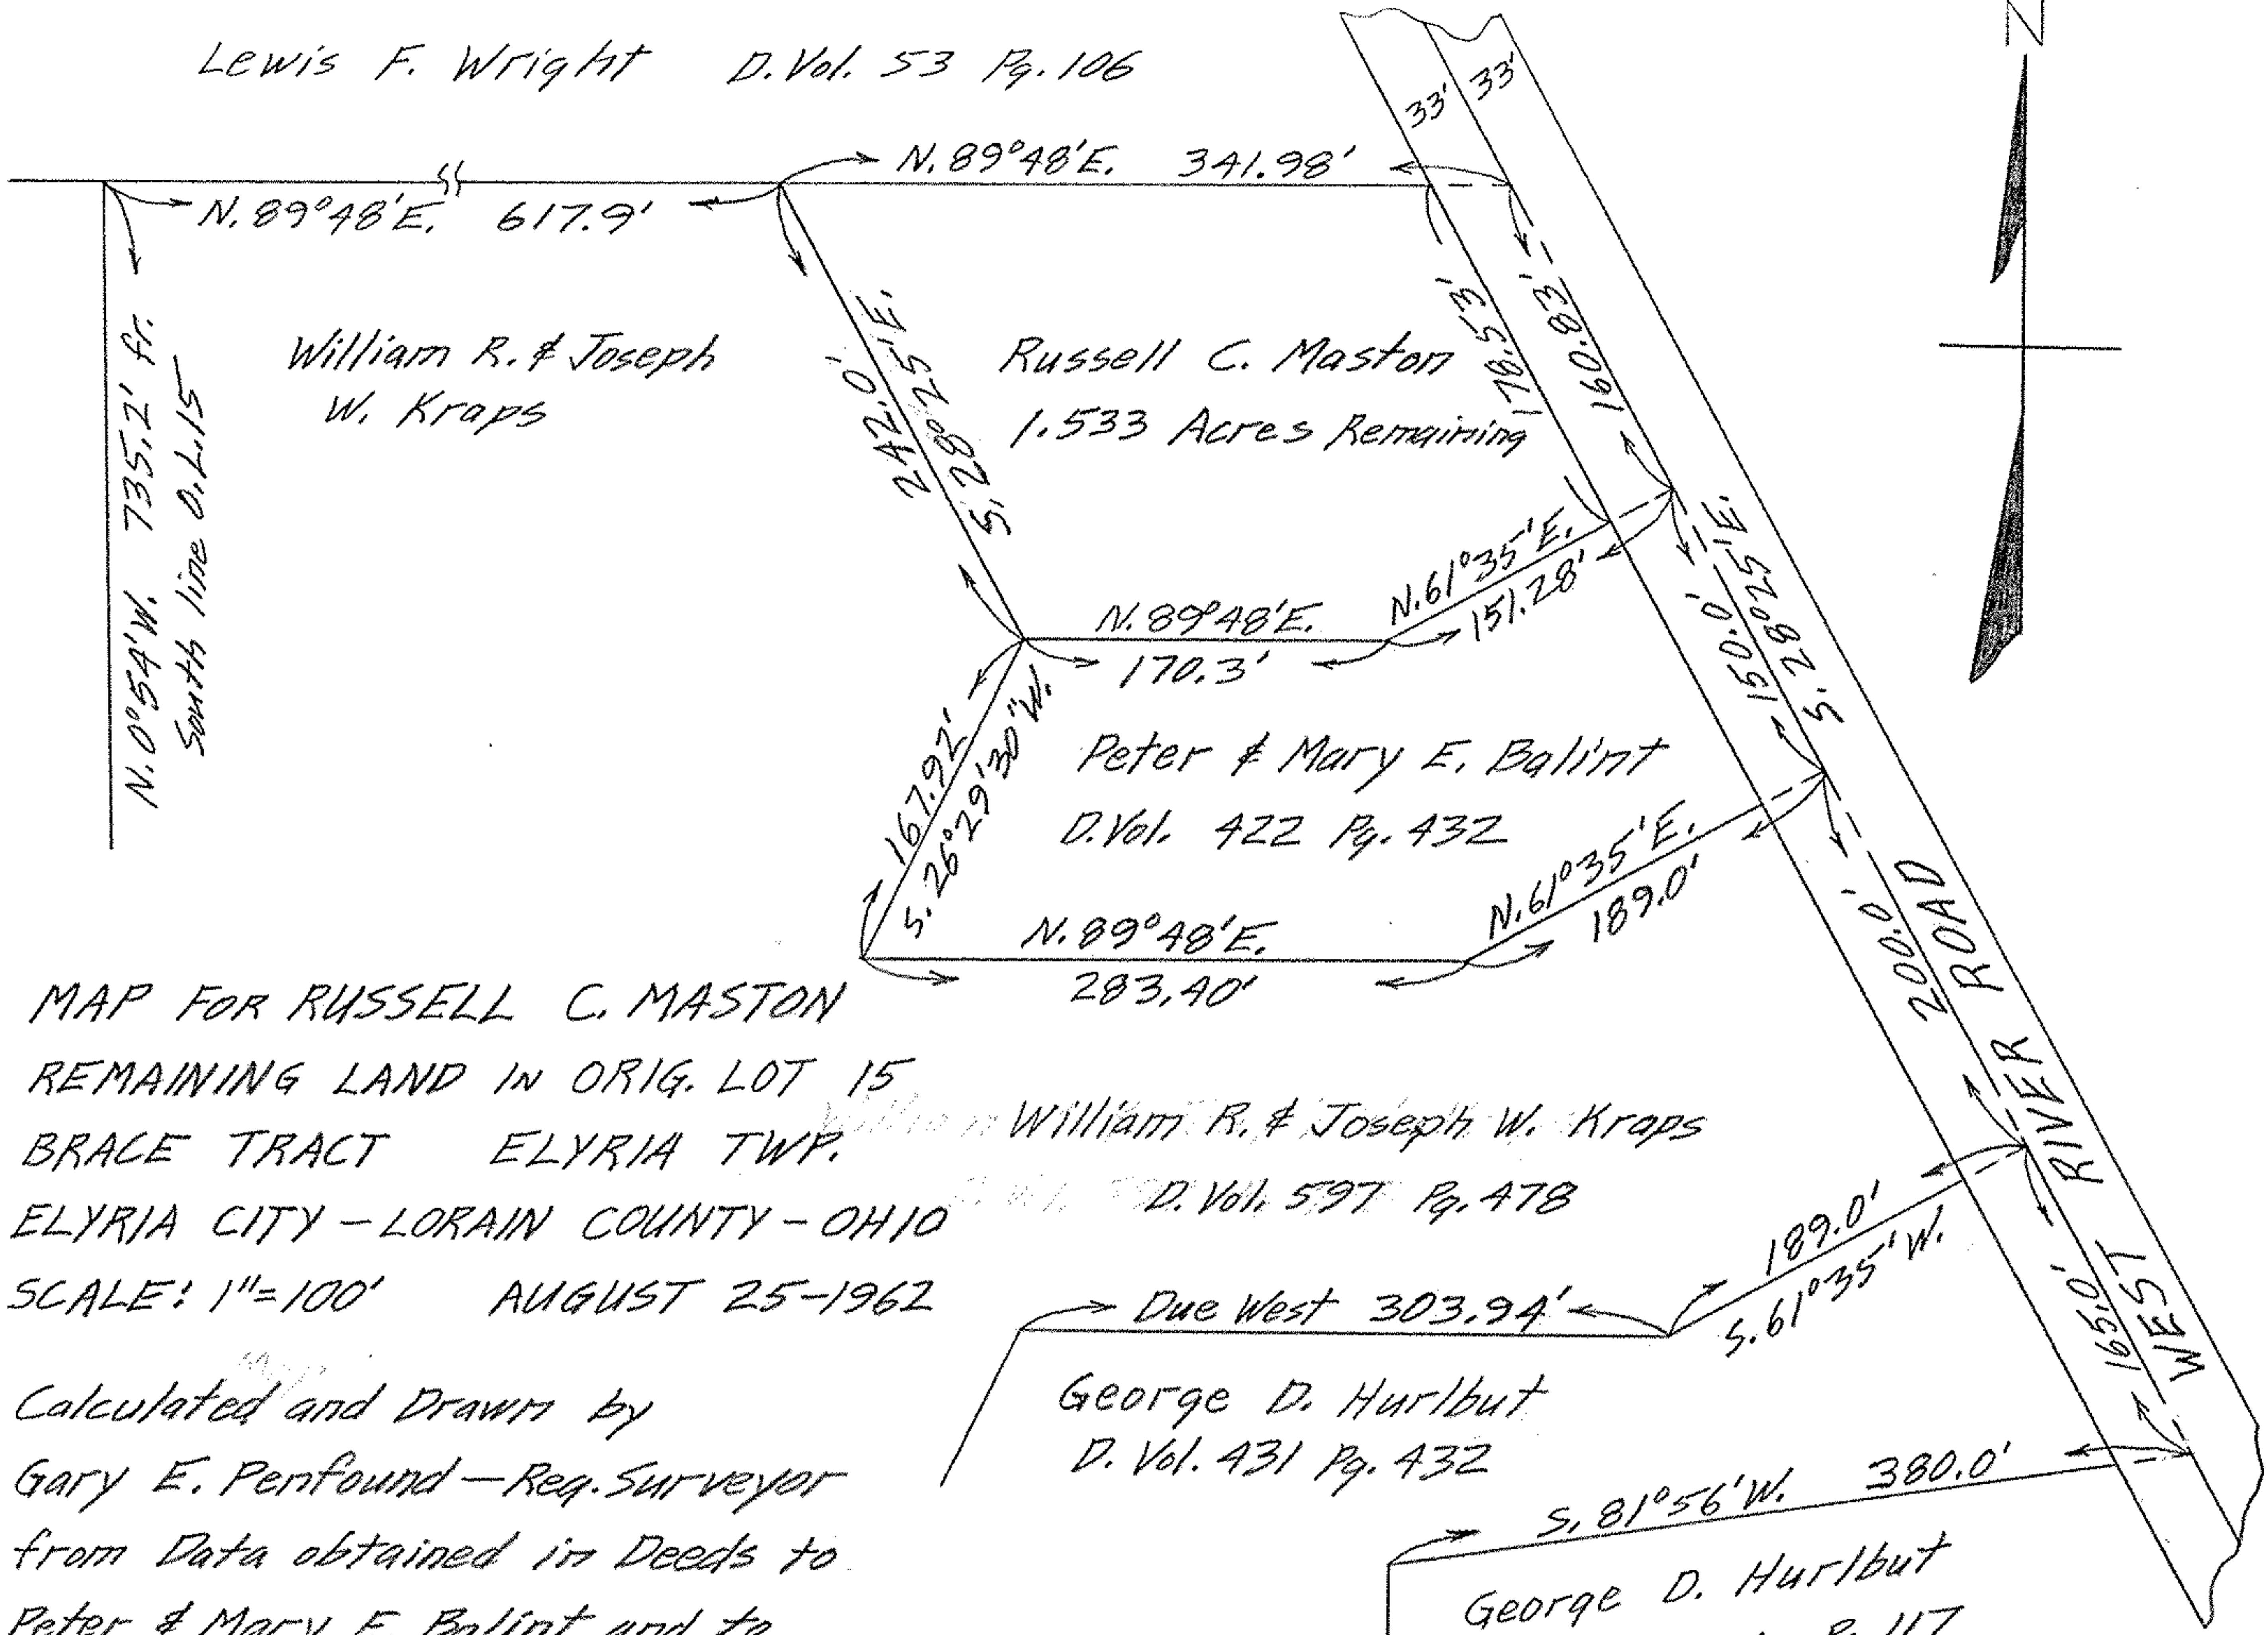 N
Lewis F. Wright D.Vol. 53 Pg. 106
33' 33'
N.89°48'E. 341.98'
N.89°48'E. 617.9'
N.0°54'W. 735.2' fr.
South line O.L.15
William R. & Joseph
W. Kraps
242.0'
S.28°25'E.
Russell C. Maston
1.533 Acres Remaining
178.53'
160.83'
N.61°35'E.
151.28'
N.89°48'E.
170.3'
150.0'
S.28°25'E.
167.92'
S.26°29'30"W.
Peter & Mary E. Balint
D.Vol. 422 Pg. 432
N.61°35'E.
189.0'
N.89°48'E.
283.40'
200.0'
WEST RIVER ROAD
MAP FOR RUSSELL C. MASTON
REMAINING LAND IN ORIG. LOT 15
BRACE TRACT ELYRIA TWP.
ELYRIA CITY - LORAIN COUNTY - OHIO
SCALE: 1"=100' AUGUST 25-1962
William R. & Joseph W. Kraps
D. Vol. 597 Pg. 478
189.0'
S.61°35'W.
Due West 303.94'
165.0'
George D. Hurlbut
D. Vol. 431 Pg. 432
Calculated and Drawn by
Gary E. Penfound—Reg. Surveyor
from Data obtained in Deeds to
Peter & Mary E. Balint and to
S. 81°56'W. 380.0'
George D. Hurlbut
117